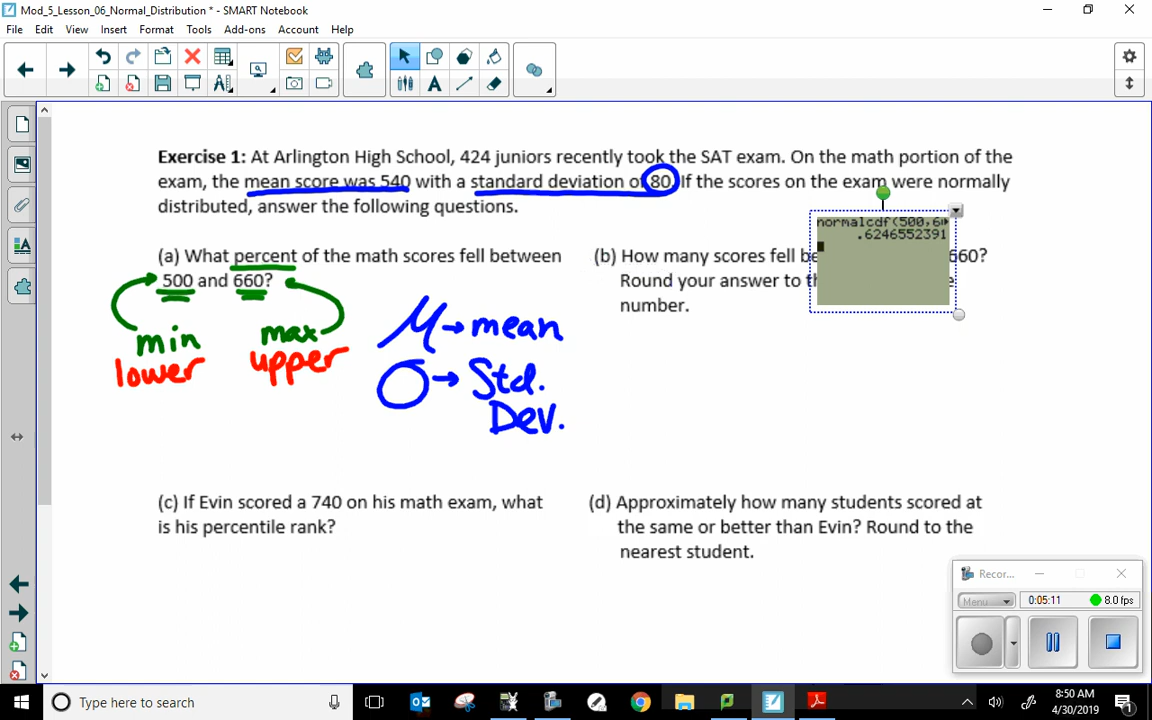 Mod_5_Lesson_06_Normal_Distribution * - SMART Notebook
File Edit View Insert Format Tools Add-ons Account Help
Exercise 1: At Arlington High School, 424 juniors recently took the SAT exam. On the math portion of the
exam, the mean score was 540 with a standard deviation of 80. If the scores on the exam were normally
distributed, answer the following questions.
(a) What percent of the math scores fell between
500 and 660?
min
lower
max
upper
μ → mean
σ → Std.
Dev.
(b) How many scores fell be 660?
Round your answer to th e
number.
normalcdf(500,6
.6246552391
(c) If Evin scored a 740 on his math exam, what
is his percentile rank?
(d) Approximately how many students scored at
the same or better than Evin? Round to the
nearest student.
Recor...
Menu 0:05:11 8.0 fps
Type here to search
8:50 AM
4/30/2019
1